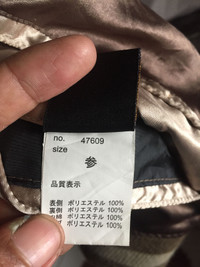 no. 47609
size
参
品質表示
表側 ポリエステル 100%
裏側 ポリエステル 100%
中綿 ポリエステル 100%
ポリエステル 100%